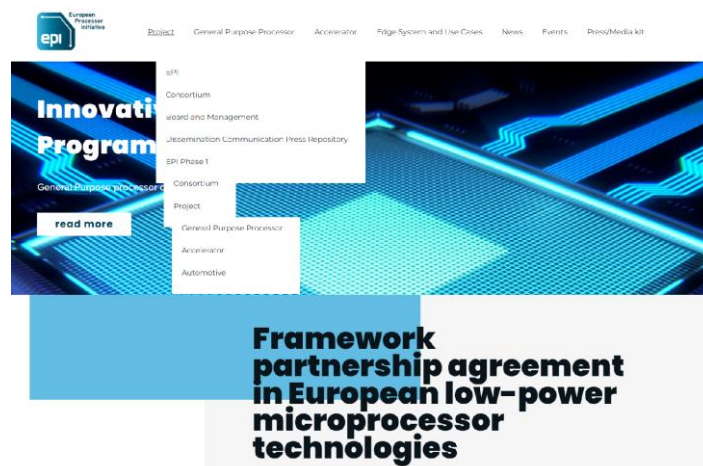 European
Processor
Initiative
epi
Project
General Purpose Processor
Accelerator
Edge System and Use Cases
News
Events
Press/Media kit
EPI
Consortium
Board and Management
Dissemination Communication Press Repository
EPI Phase 1
Consortium
Project
General Purpose Processor
Accelerator
Automotive
Innovati
Program
General Purpose processor
read more
Framework
partnership agreement
in European low-power
microprocessor
technologies